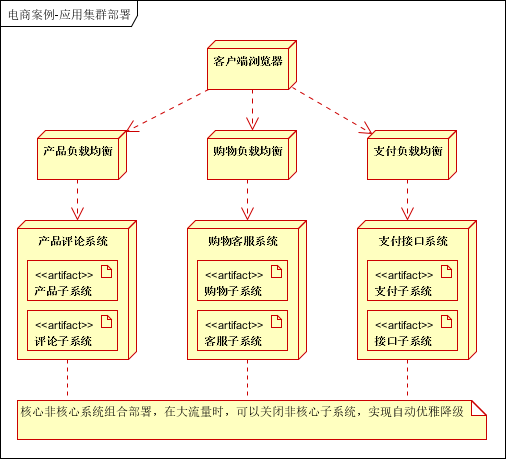 电商案例-应用集群部署
客户端浏览器
产品负载均衡
购物负载均衡
支付负载均衡
产品评论系统
<<artifact>>
产品子系统
<<artifact>>
评论子系统
购物客服系统
<<artifact>>
购物子系统
<<artifact>>
客服子系统
支付接口系统
<<artifact>>
支付子系统
<<artifact>>
接口子系统
核心非核心系统组合部署，在大流量时，可以关闭非核心子系统，实现自动优雅降级